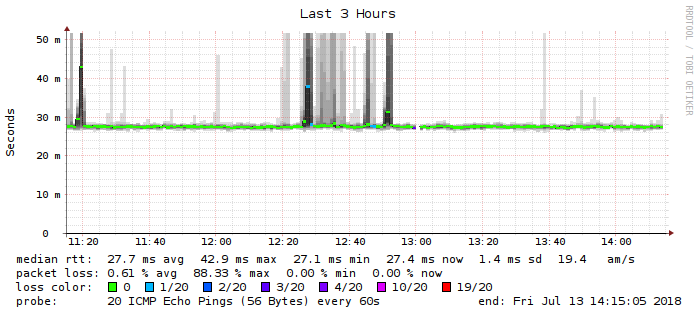 Last 3 Hours
RRDTOOL / TOBI OETIKER
Seconds
50 m
40 m
30 m
20 m
10 m
0
11:20 11:40 12:00 12:20 12:40 13:00 13:20 13:40 14:00
median rtt: 27.7 ms avg 42.9 ms max 27.1 ms min 27.4 ms now 1.4 ms sd 19.4 am/s
packet loss: 0.61 % avg 88.33 % max 0.00 % min 0.00 % now
loss color: 0 1/20 2/20 3/20 4/20 10/20 19/20
probe: 20 ICMP Echo Pings (56 Bytes) every 60s end: Fri Jul 13 14:15:05 2018